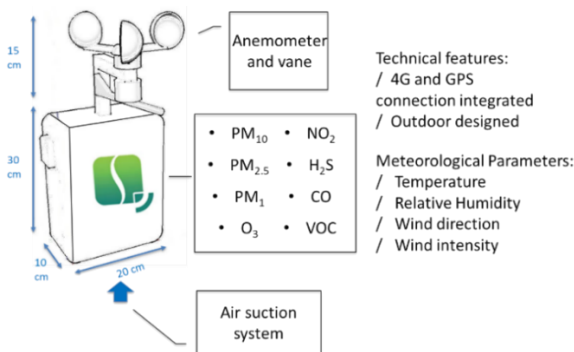 15
cm
Anemometer
and vane
Technical features:
/ 4G and GPS
connection integrated
/ Outdoor designed
30
cm
• PM10 • NO2
• PM2.5 • H2S
• PM1 • CO
• O3 • VOC
Meteorological Parameters:
/ Temperature
/ Relative Humidity
/ Wind direction
/ Wind intensity
10
cm
20 cm
Air suction
system